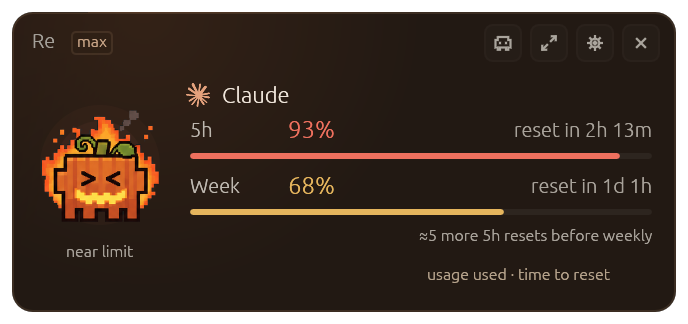 Re max
Claude
5h 93% reset in 2h 13m
Week 68% reset in 1d 1h
≈5 more 5h resets before weekly
near limit
usage used · time to reset